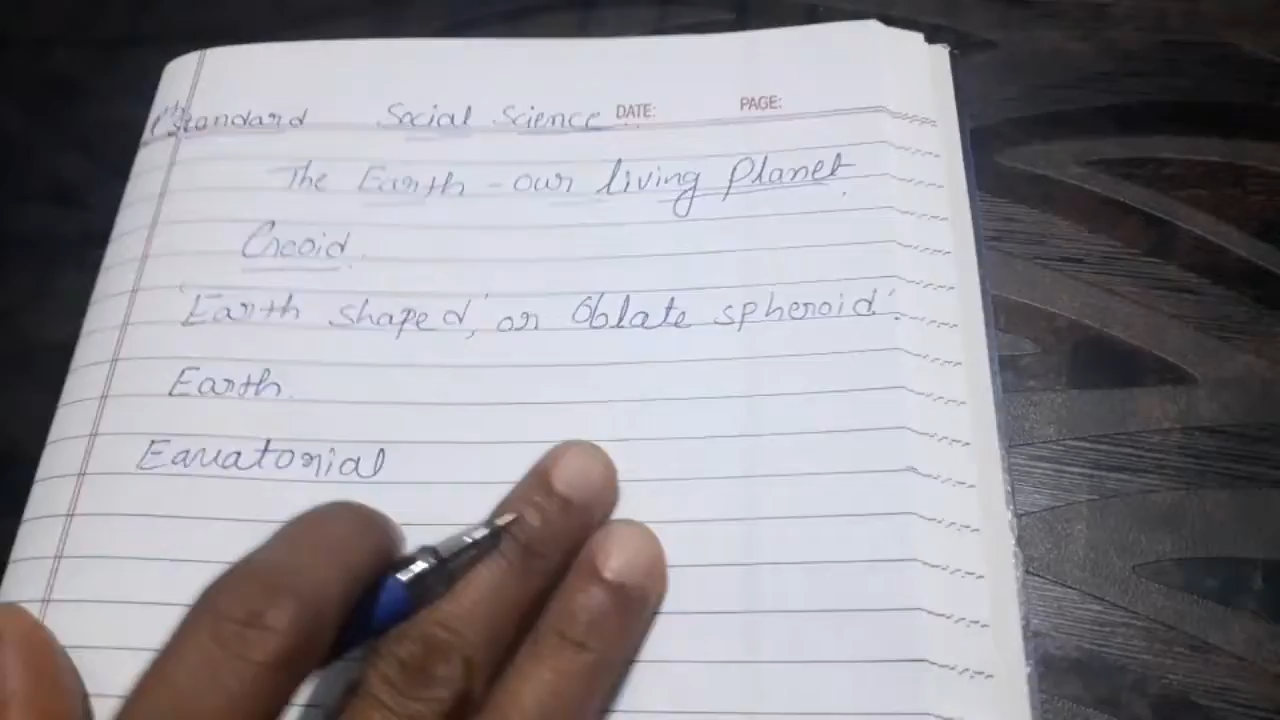 Standard Social Science DATE: PAGE:
The Earth - our living Planet.
Geoid.
'Earth shaped', or Oblate spheroid'.
Earth.
Equatorial